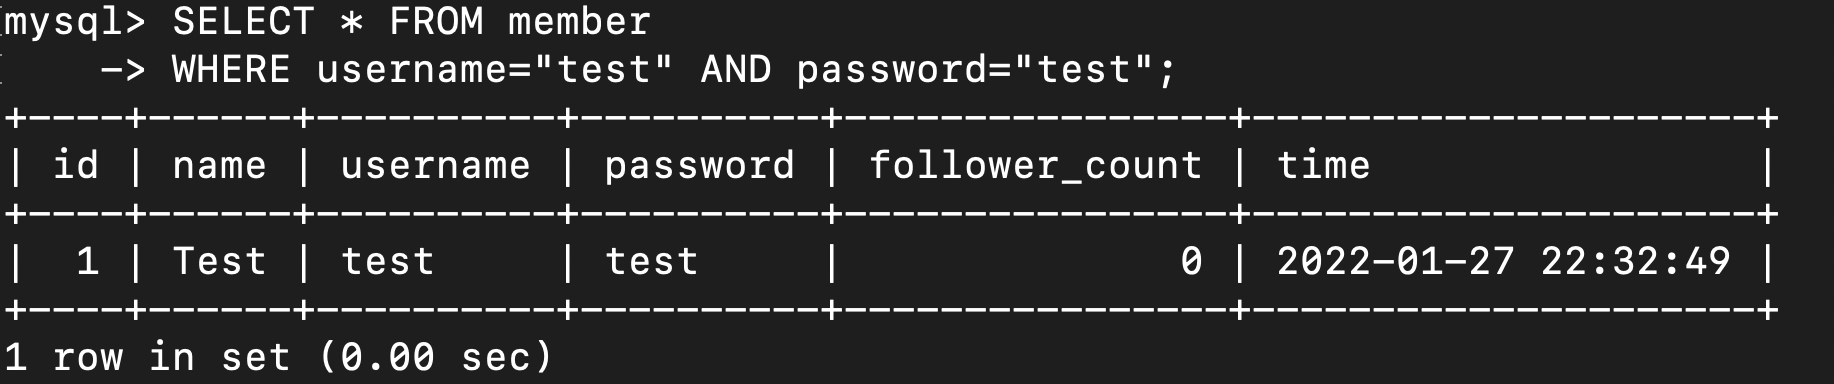 mysql> SELECT * FROM member
    -> WHERE username="test" AND password="test";
+----+------+----------+----------+----------------+---------------------+
| id | name | username | password | follower_count | time                |
+----+------+----------+----------+----------------+---------------------+
|  1 | Test | test     | test     |              0 | 2022-01-27 22:32:49 |
+----+------+----------+----------+----------------+---------------------+
1 row in set (0.00 sec)